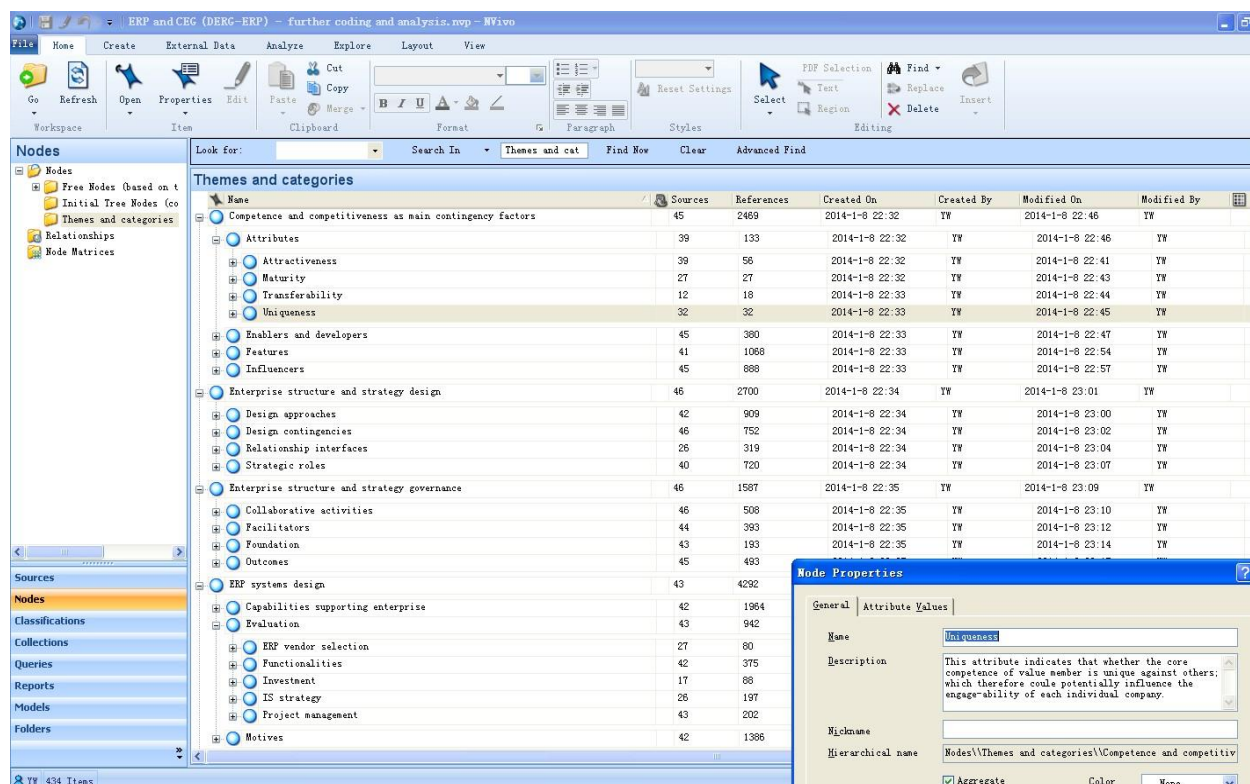 ERP and CEG (DERG-ERP) - further coding and analysis.nvp - NVivo
File Home Create External Data Analyze Explore Layout View
Go Refresh Open Properties Edit Paste Cut Copy Merge B I U Reset Settings Select PDF Selection Text Region Find Replace Delete Insert
Workspace Item Clipboard Format Paragraph Styles Editing
Nodes
Nodes
Free Nodes (based on t
Initial Tree Nodes (co
Themes and categories
Relationships
Node Matrices
Sources
Nodes
Classifications
Collections
Queries
Reports
Models
Folders
Look for: Search In Themes and cat Find Now Clear Advanced Find
Themes and categories
Name Sources References Created On Created By Modified On Modified By
Competence and competitiveness as main contingency factors 45 2469 2014-1-8 22:32 YW 2014-1-8 22:46 YW
Attributes 39 133 2014-1-8 22:32 YW 2014-1-8 22:46 YW
Attractiveness 39 56 2014-1-8 22:32 YW 2014-1-8 22:41 YW
Maturity 27 27 2014-1-8 22:32 YW 2014-1-8 22:43 YW
Transferability 12 18 2014-1-8 22:33 YW 2014-1-8 22:44 YW
Uniqueness 32 32 2014-1-8 22:33 YW 2014-1-8 22:45 YW
Enablers and developers 45 380 2014-1-8 22:33 YW 2014-1-8 22:47 YW
Features 41 1068 2014-1-8 22:33 YW 2014-1-8 22:54 YW
Influencers 45 888 2014-1-8 22:33 YW 2014-1-8 22:57 YW
Enterprise structure and strategy design 46 2700 2014-1-8 22:34 YW 2014-1-8 23:01 YW
Design approaches 42 909 2014-1-8 22:34 YW 2014-1-8 23:00 YW
Design contingencies 46 752 2014-1-8 22:34 YW 2014-1-8 23:02 YW
Relationship interfaces 26 319 2014-1-8 22:34 YW 2014-1-8 23:04 YW
Strategic roles 40 720 2014-1-8 22:34 YW 2014-1-8 23:07 YW
Enterprise structure and strategy governance 46 1587 2014-1-8 22:35 YW 2014-1-8 23:09 YW
Collaborative activities 46 508 2014-1-8 22:35 YW 2014-1-8 23:10 YW
Facilitators 44 393 2014-1-8 22:35 YW 2014-1-8 23:12 YW
Foundation 43 193 2014-1-8 22:35 YW 2014-1-8 23:14 YW
Outcomes 45 493
ERP systems design 43 4292
Capabilities supporting enterprise 42 1964
Evaluation 43 942
ERP vendor selection 27 80
Functionalities 42 375
Investment 17 88
IS strategy 26 197
Project management 43 202
Motives 42 1386
Node Properties
General Attribute Values
Name Uniqueness
Description This attribute indicates that whether the core
competence of value member is unique against others;
which therefore coule potentially influence the
engage-ability of each individual company.
Nickname
Hierarchical name Nodes\\Themes and categories\\Competence and competitiv
Aggregate Color None
YW 434 Items